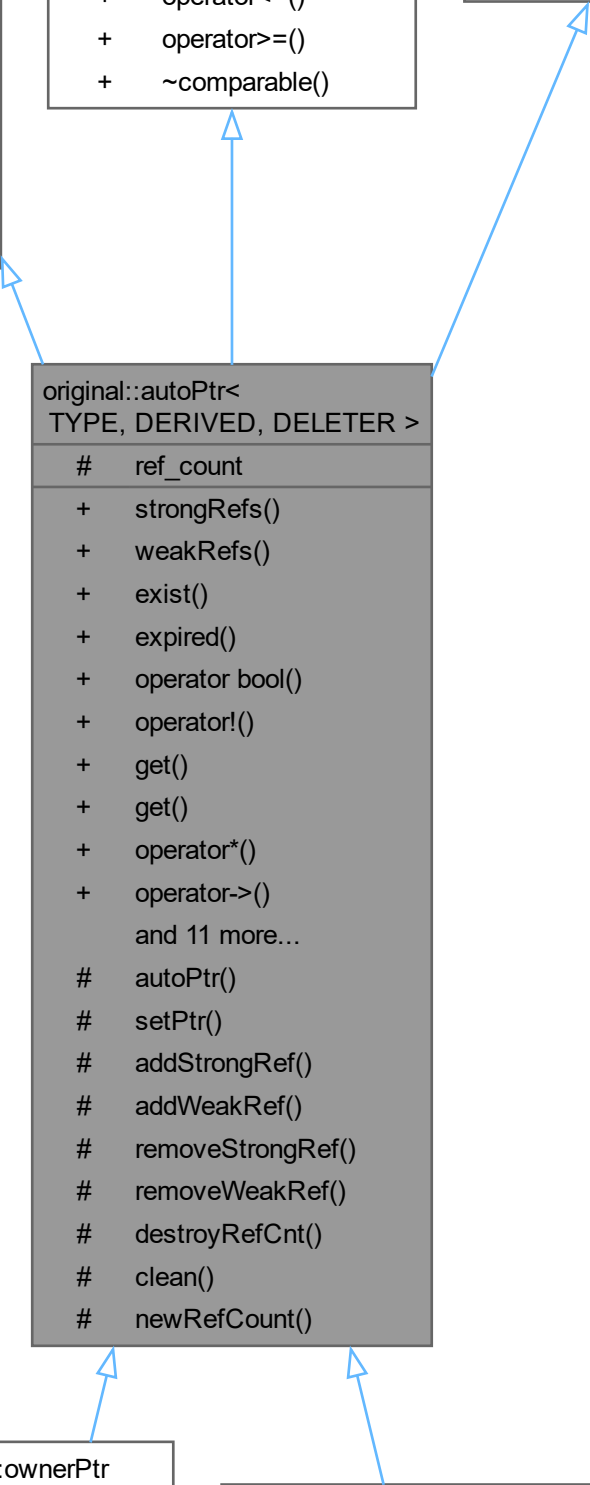 + operator>=()
+ ~comparable()
original::autoPtr<
TYPE, DERIVED, DELETER >
# ref_count
+ strongRefs()
+ weakRefs()
+ exist()
+ expired()
+ operator bool()
+ operator!()
+ get()
+ get()
+ operator*()
+ operator->()
and 11 more...
# autoPtr()
# setPtr()
# addStrongRef()
# addWeakRef()
# removeStrongRef()
# removeWeakRef()
# destroyRefCnt()
# clean()
# newRefCount()
:ownerPtr